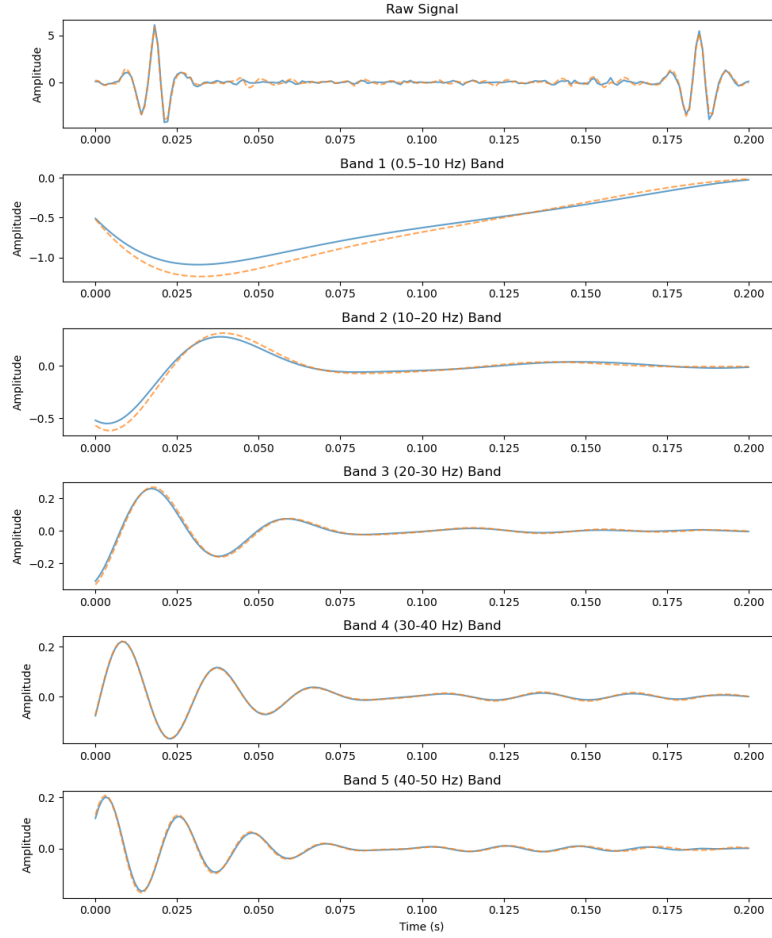 Raw Signal
Amplitude
5
0
0.000 0.025 0.050 0.075 0.100 0.125 0.150 0.175 0.200
Band 1 (0.5–10 Hz) Band
Amplitude
0.0
−0.5
−1.0
0.000 0.025 0.050 0.075 0.100 0.125 0.150 0.175 0.200
Band 2 (10–20 Hz) Band
Amplitude
0.0
−0.5
0.000 0.025 0.050 0.075 0.100 0.125 0.150 0.175 0.200
Band 3 (20-30 Hz) Band
Amplitude
0.2
0.0
−0.2
0.000 0.025 0.050 0.075 0.100 0.125 0.150 0.175 0.200
Band 4 (30-40 Hz) Band
Amplitude
0.2
0.0
0.000 0.025 0.050 0.075 0.100 0.125 0.150 0.175 0.200
Band 5 (40-50 Hz) Band
Amplitude
0.2
0.0
0.000 0.025 0.050 0.075 0.100 0.125 0.150 0.175 0.200
Time (s)